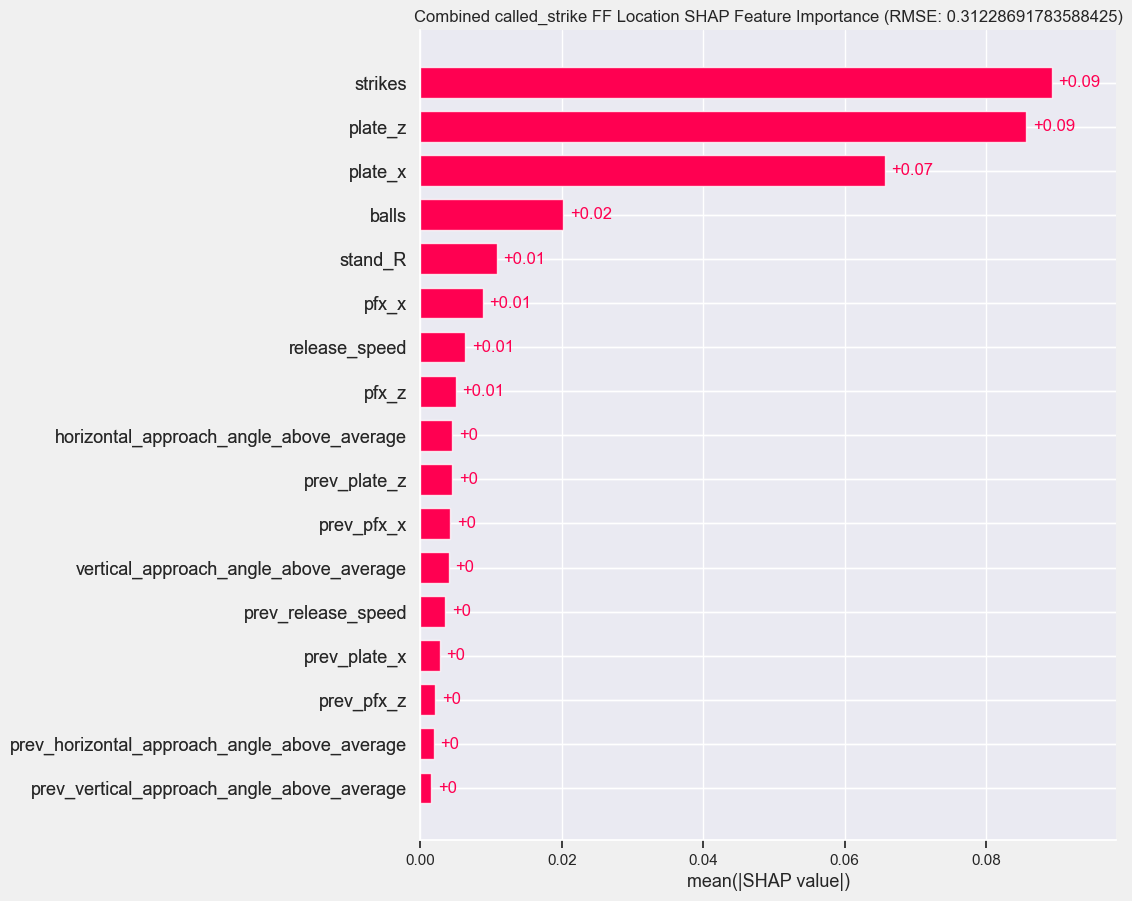 Combined called_strike FF Location SHAP Feature Importance (RMSE: 0.31228691783588425)
strikes +0.09
plate_z +0.09
plate_x +0.07
balls +0.02
stand_R +0.01
pfx_x +0.01
release_speed +0.01
pfx_z +0.01
horizontal_approach_angle_above_average +0
prev_plate_z +0
prev_pfx_x +0
vertical_approach_angle_above_average +0
prev_release_speed +0
prev_plate_x +0
prev_pfx_z +0
prev_horizontal_approach_angle_above_average +0
prev_vertical_approach_angle_above_average +0
0.00 0.02 0.04 0.06 0.08
mean(|SHAP value|)